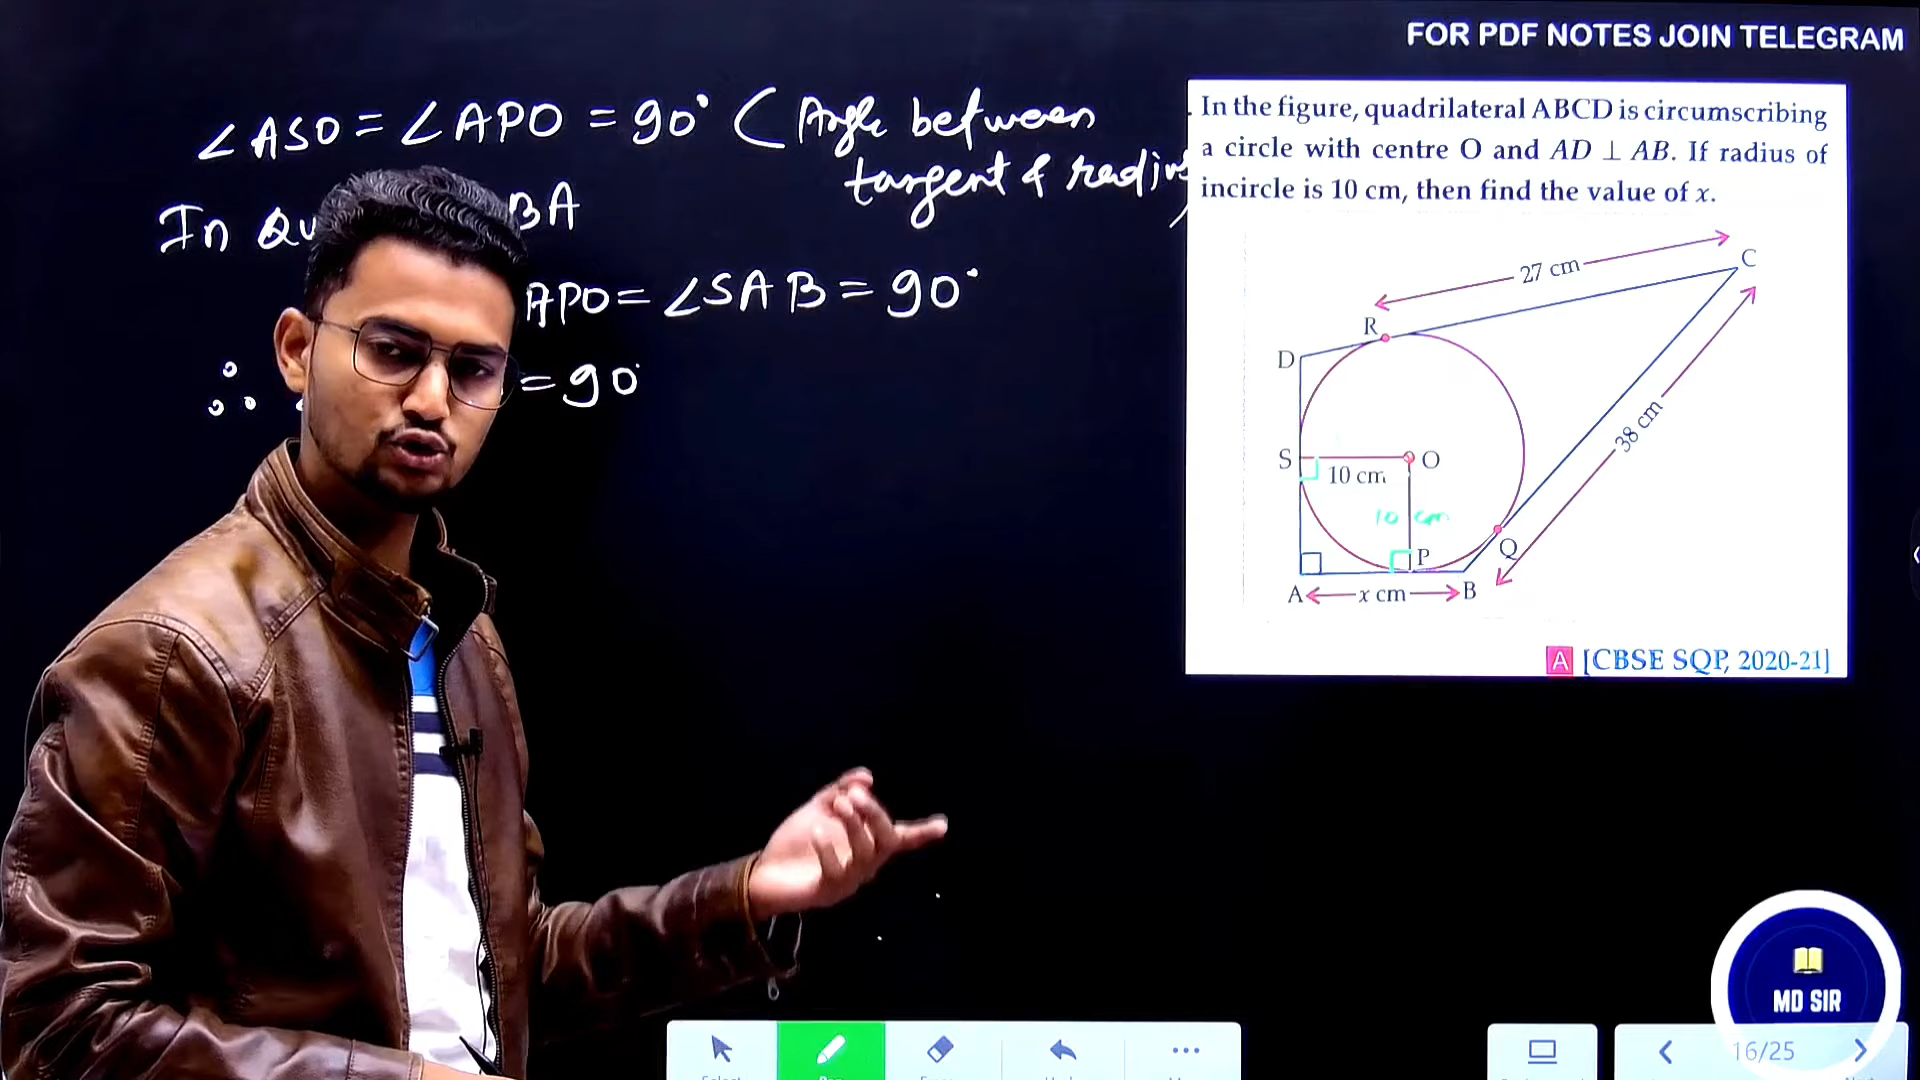 FOR PDF NOTES JOIN TELEGRAM
∠ASO = ∠APO = 90° (Angle between
tangent & radius
In Qu BA
APO = ∠SAB = 90°
∴ = 90°
In the figure, quadrilateral ABCD is circumscribing
a circle with centre O and AD ⊥ AB. If radius of
incircle is 10 cm, then find the value of x.
C
27 cm
R
D
38 cm
S
O
10 cm
10 cm
P
Q
A
x cm
B
A [CBSE SQP, 2020-21]
MD SIR
16/25